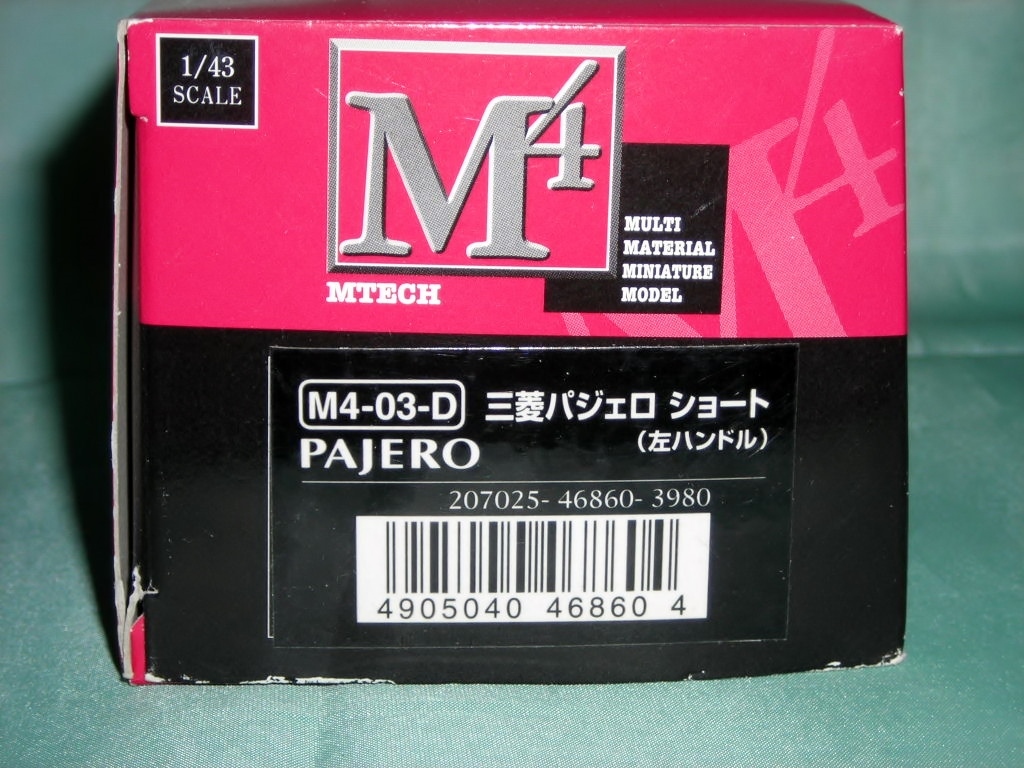 1/43
SCALE
M4
MULTI
MATERIAL
MINIATURE
MODEL
MTECH
M4
M4-03-D 三菱パジェロ ショート
PAJERO (左ハンドル)
207025- 46860- 3980
4905040 46860 4